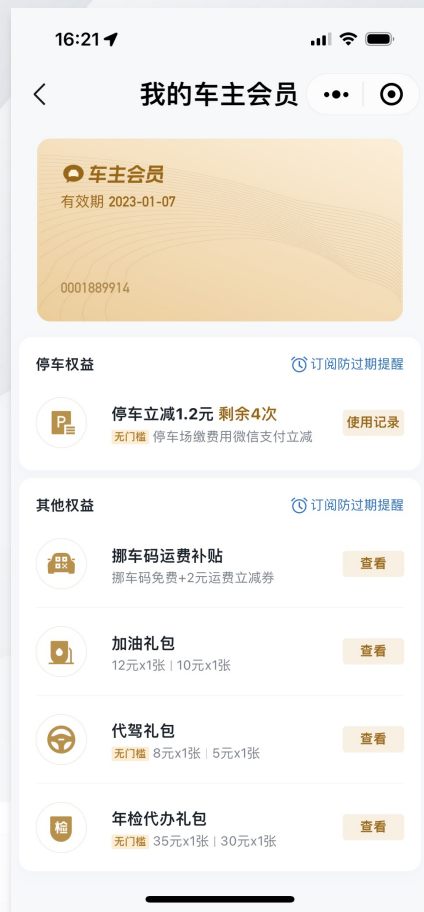 16:21
我的车主会员
车主会员
有效期 2023-01-07
0001889914
停车权益
订阅防过期提醒
停车立减1.2元 剩余4次
无门槛 停车场缴费用微信支付立减
使用记录
其他权益
订阅防过期提醒
挪车码运费补贴
挪车码免费+2元运费立减券
查看
加油礼包
12元x1张 | 10元x1张
查看
代驾礼包
无门槛 8元x1张 | 5元x1张
查看
检
年检代办礼包
无门槛 35元x1张 | 30元x1张
查看